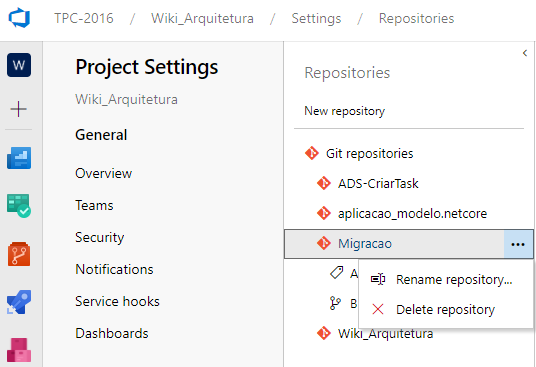 TPC-2016 / Wiki_Arquitetura / Settings / Repositories
W
Project Settings
Wiki_Arquitetura
General
Overview
Teams
Security
Notifications
Service hooks
Dashboards
Repositories
New repository
Git repositories
ADS-CriarTask
aplicacao_modelo.netcore
Migracao ...
Rename repository...
Delete repository
Wiki_Arquitetura